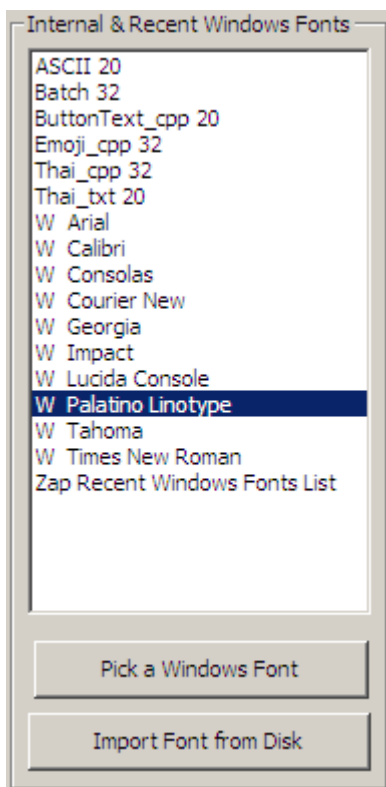 Internal & Recent Windows Fonts
ASCII 20
Batch 32
ButtonText_cpp 20
Emoji_cpp 32
Thai_cpp 32
Thai_txt 20
W Arial
W Calibri
W Consolas
W Courier New
W Georgia
W Impact
W Lucida Console
W Palatino Linotype
W Tahoma
W Times New Roman
Zap Recent Windows Fonts List
Pick a Windows Font
Import Font from Disk